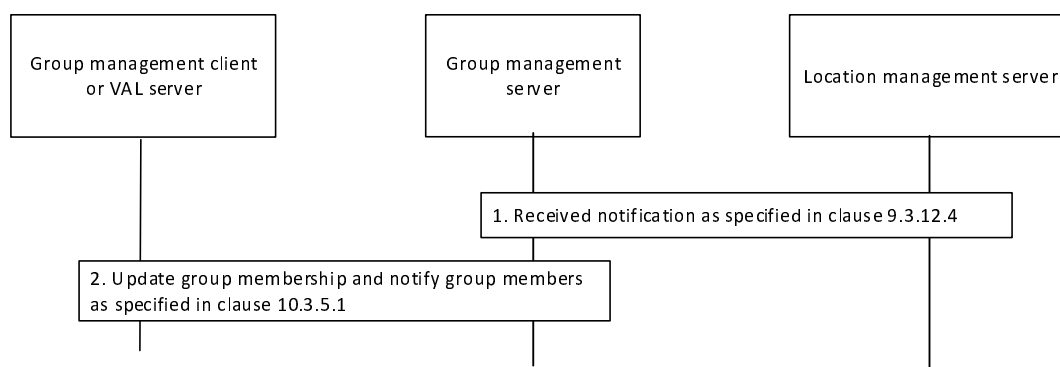 Group management client
or VAL server
Group management
server
Location management server
1. Received notification as specified in clause 9.3.12.4
2. Update group membership and notify group members
as specified in clause 10.3.5.1